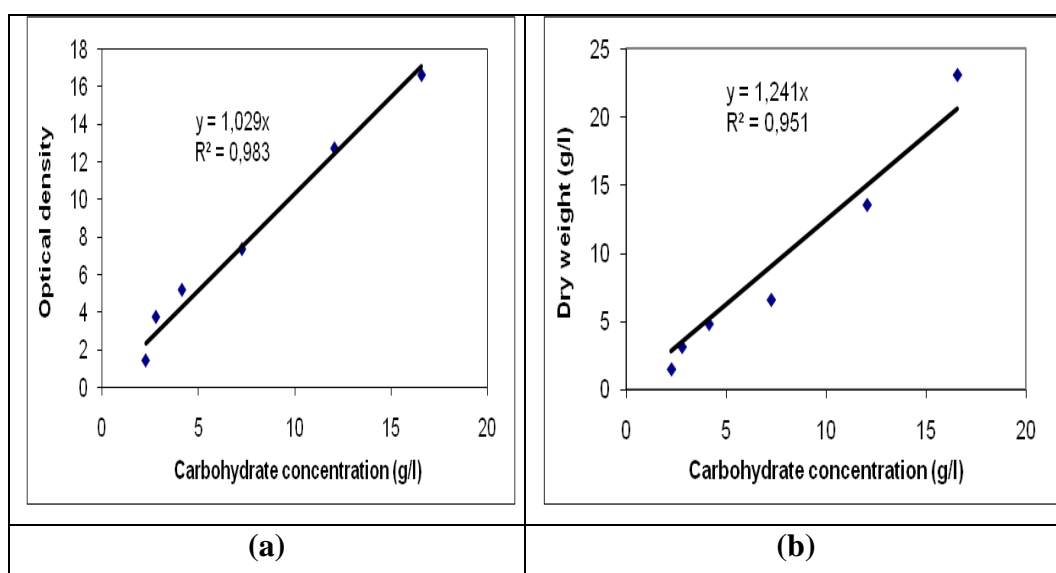 18
16
14
12
10
8
6
4
2
0
0 5 10 15 20
Optical density
y = 1,029x
R² = 0,983
Carbohydrate concentration (g/l)
(a)
25
20
15
10
5
0
0 5 10 15 20
Dry weight (g/l)
y = 1,241x
R² = 0,951
Carbohydrate concentration (g/l)
(b)